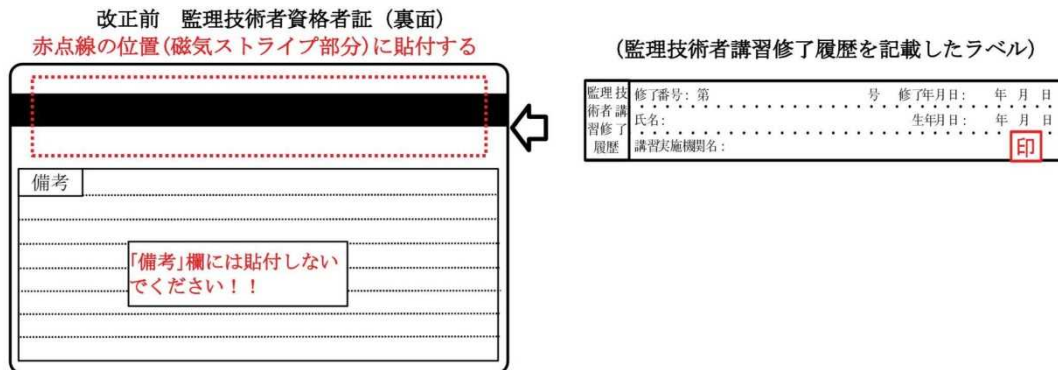 改正前　監理技術者資格者証（裏面）
赤点線の位置(磁気ストライプ部分)に貼付する
備考
「備考」欄には貼付しない
でください！！
(監理技術者講習修了履歴を記載したラベル)
監理技
術者講
習修了
履歴
修了番号: 第　号　修了年月日:　年　月　日
氏名:　生年月日:　年　月　日
講習実施機関名:
印